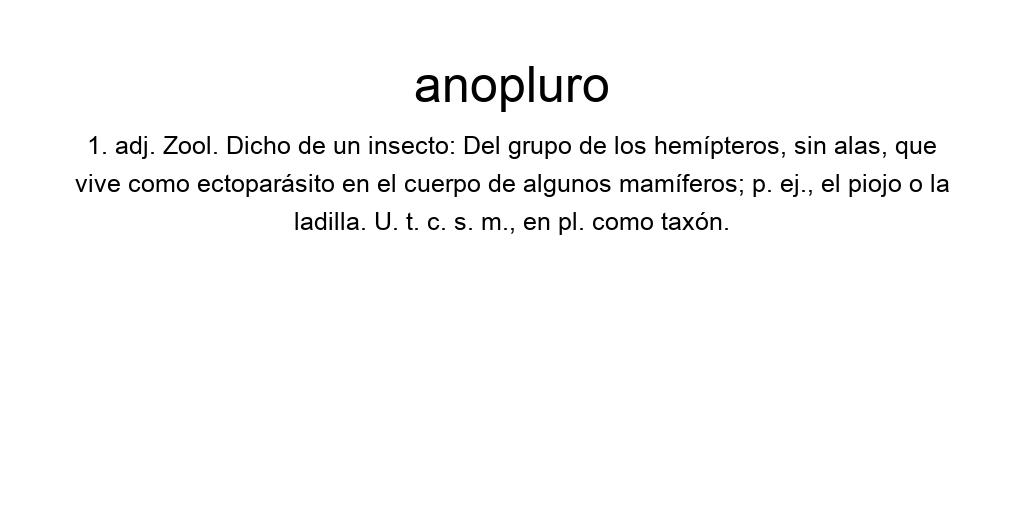 anopluro
1. adj. Zool. Dicho de un insecto: Del grupo de los hemípteros, sin alas, que
vive como ectoparásito en el cuerpo de algunos mamíferos; p. ej., el piojo o la
ladilla. U. t. c. s. m., en pl. como taxón.